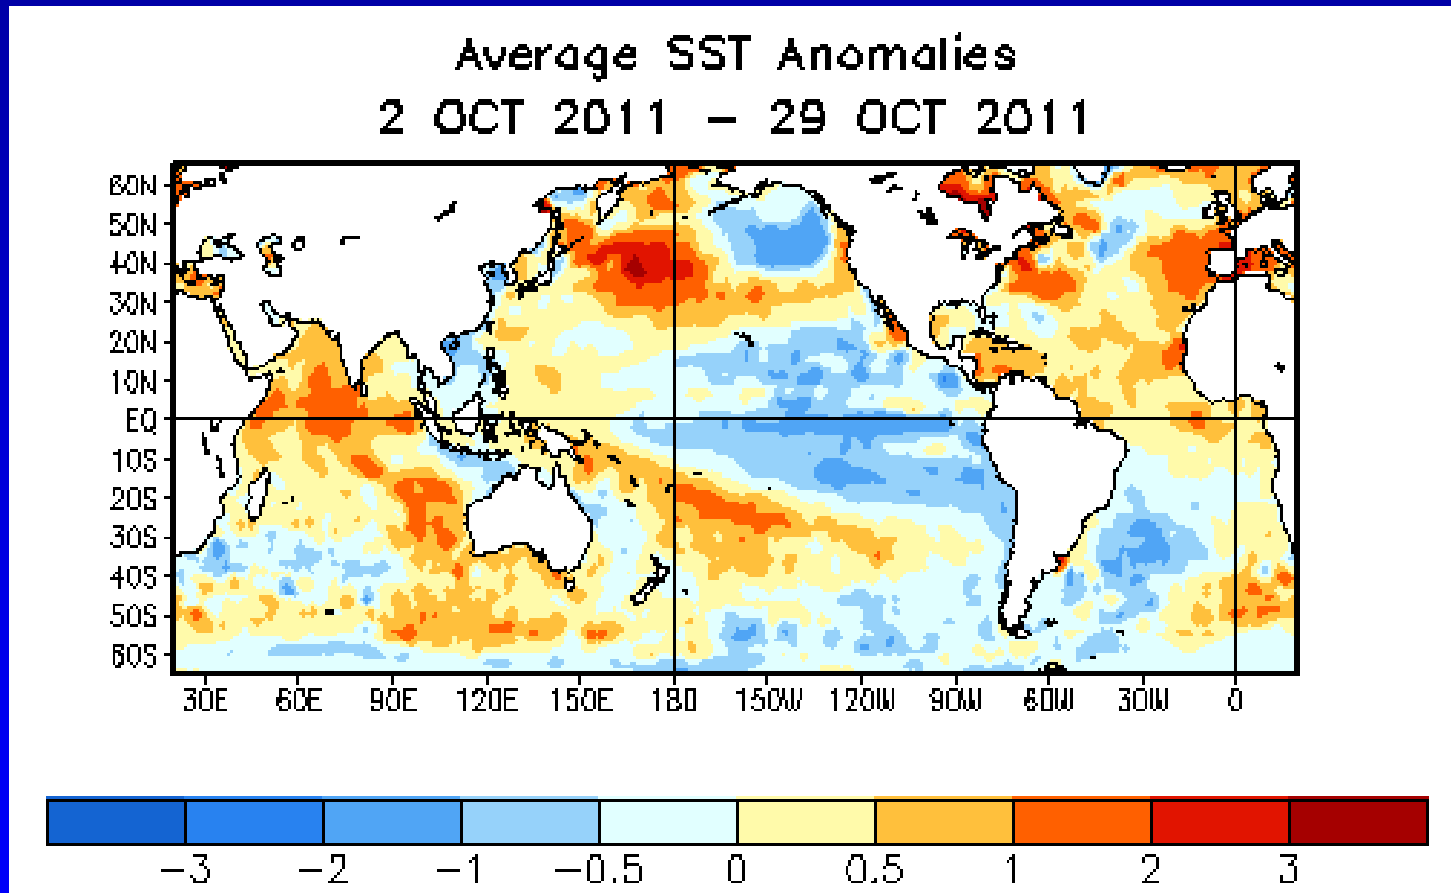 Average SST Anomalies
2 OCT 2011 – 29 OCT 2011
60N
50N
40N
30N
20N
10N
EQ
10S
20S
30S
40S
50S
60S
30E 60E 90E 120E 150E 180 150W 120W 90W 60W 30W 0
−3 −2 −1 −0.5 0 0.5 1 2 3